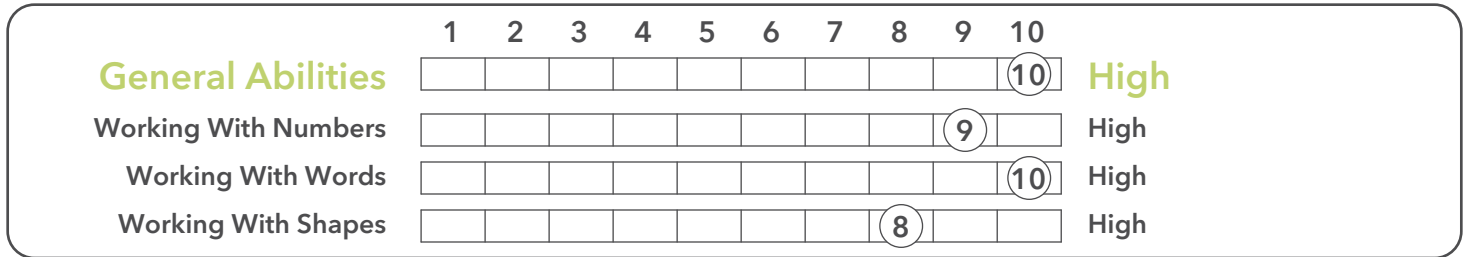 1 2 3 4 5 6 7 8 9 10
General Abilities 10 High
Working With Numbers 9 High
Working With Words 10 High
Working With Shapes 8 High